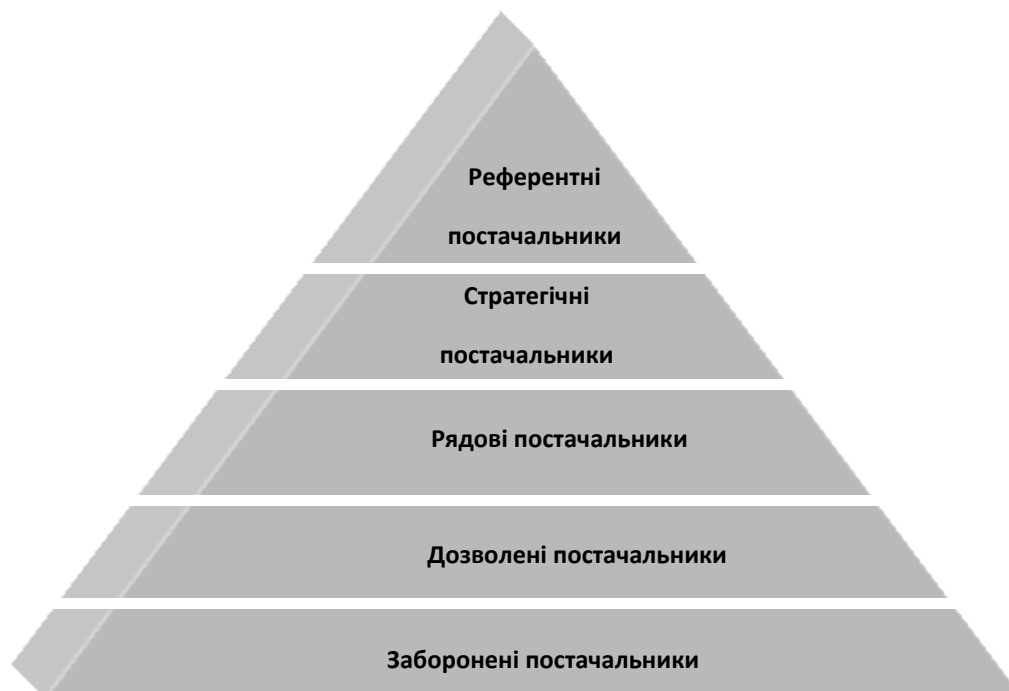 Референтні
постачальники
Стратегічні
постачальники
Рядові постачальники
Дозволені постачальники
Заборонені постачальники